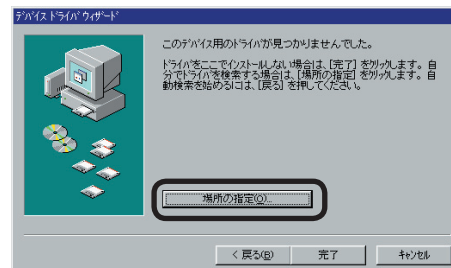 ﾃﾞﾊﾞｲｽ ﾄﾞﾗｲﾊﾞ ｳｨｻﾞｰﾄﾞ
このﾃﾞﾊﾞｲｽ用のﾄﾞﾗｲﾊﾞが見つかりませんでした。
ﾄﾞﾗｲﾊﾞをここでｲﾝｽﾄｰﾙしない場合は、[完了] をｸﾘｯｸします。自
分でﾄﾞﾗｲﾊﾞを検索する場合は、[場所の指定] をｸﾘｯｸします。自
動検索を始めるには、[戻る] を押してください。
場所の指定(O)...
< 戻る(B)
完了
ｷｬﾝｾﾙ